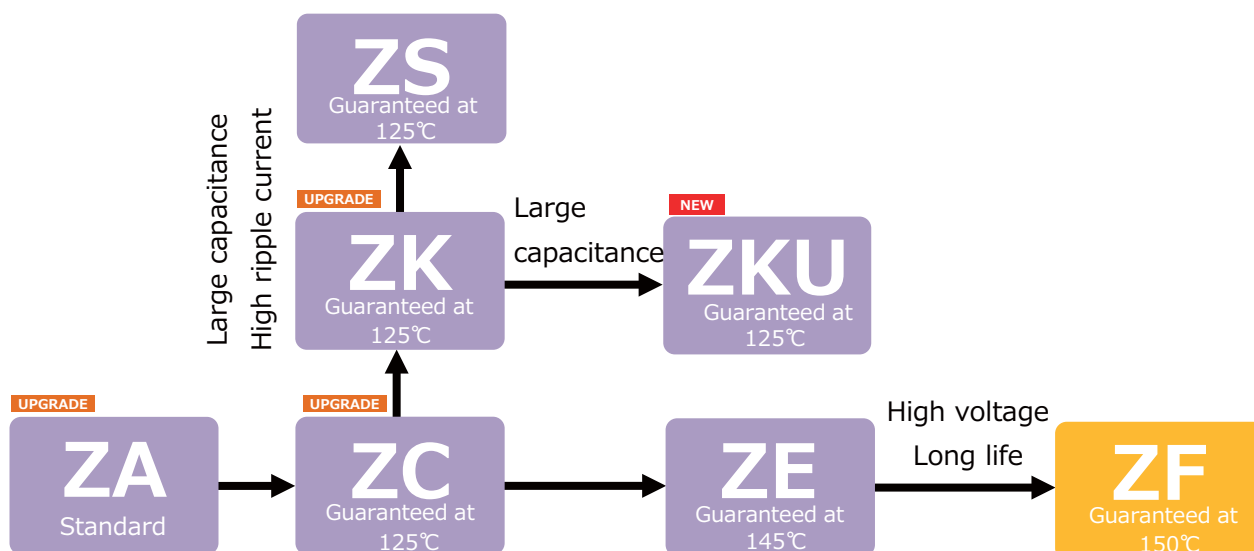 ZS
Guaranteed at
125℃
Large capacitance
High ripple current
UPGRADE
ZK
Guaranteed at
125℃
Large
capacitance
NEW
ZKU
Guaranteed at
125℃
UPGRADE
ZA
Standard
UPGRADE
ZC
Guaranteed at
125℃
ZE
Guaranteed at
145℃
High voltage
Long life
ZF
Guaranteed at
150℃